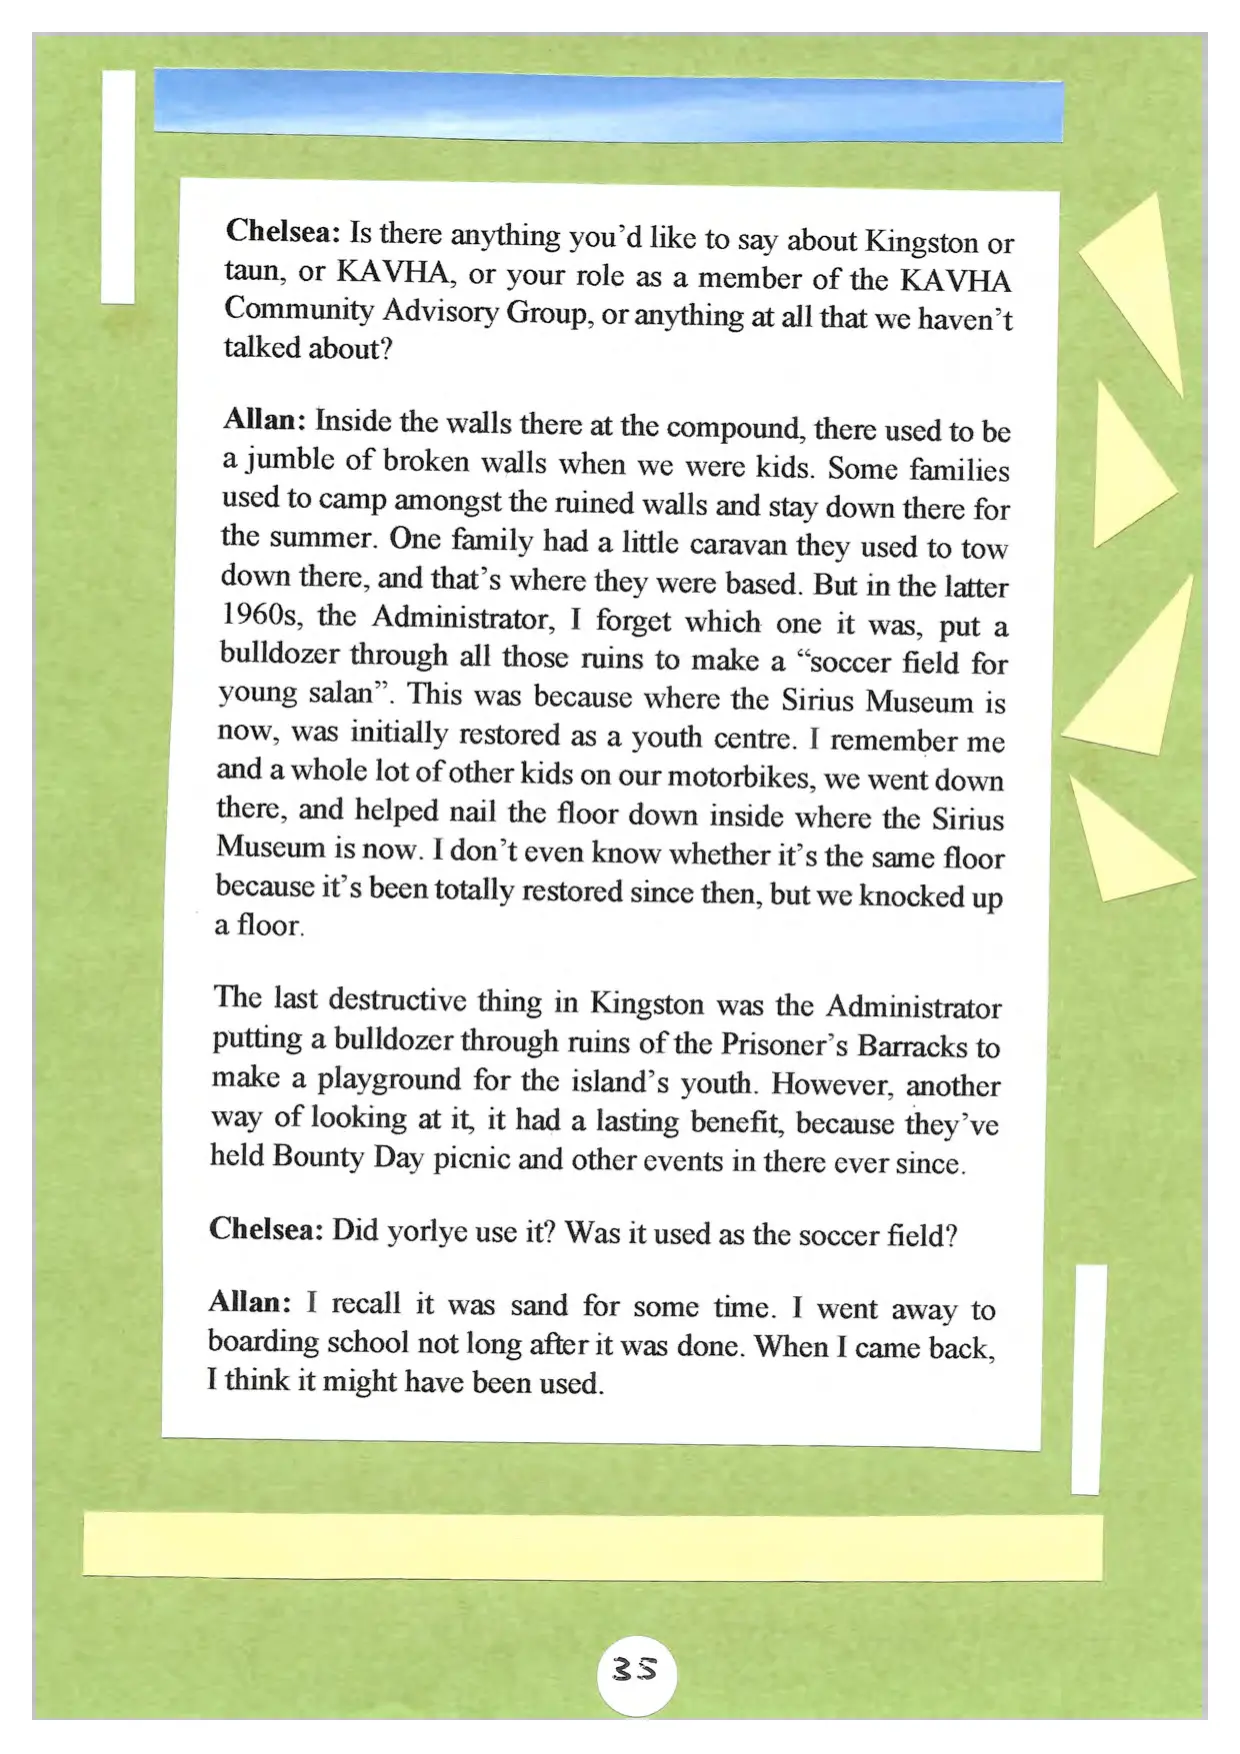 Chelsea: Is there anything you’d like to say about Kingston or
taun, or KAVHA, or your role as a member of the KAVHA
Community Advisory Group, or anything at all that we haven’t
talked about?
Allan: Inside the walls there at the compound, there used to be
a jumble of broken walls when we were kids. Some families
used to camp amongst the ruined walls and stay down there for
the summer. One family had a little caravan they used to tow
down there, and that’s where they were based. But in the latter
1960s, the Administrator, I forget which one it was, put a
bulldozer through all those ruins to make a “soccer field for
young salan”. This was because where the Sirius Museum is
now, was initially restored as a youth centre. I remember me
and a whole lot of other kids on our motorbikes, we went down
there, and helped nail the floor down inside where the Sirius
Museum is now. I don’t even know whether it’s the same floor
because it’s been totally restored since then, but we knocked up
a floor.
The last destructive thing in Kingston was the Administrator
putting a bulldozer through ruins of the Prisoner’s Barracks to
make a playground for the island’s youth. However, another
way of looking at it, it had a lasting benefit, because they’ve
held Bounty Day picnic and other events in there ever since.
Chelsea: Did yorlye use it? Was it used as the soccer field?
Allan: I recall it was sand for some time. I went away to
boarding school not long after it was done. When I came back,
I think it might have been used.
35